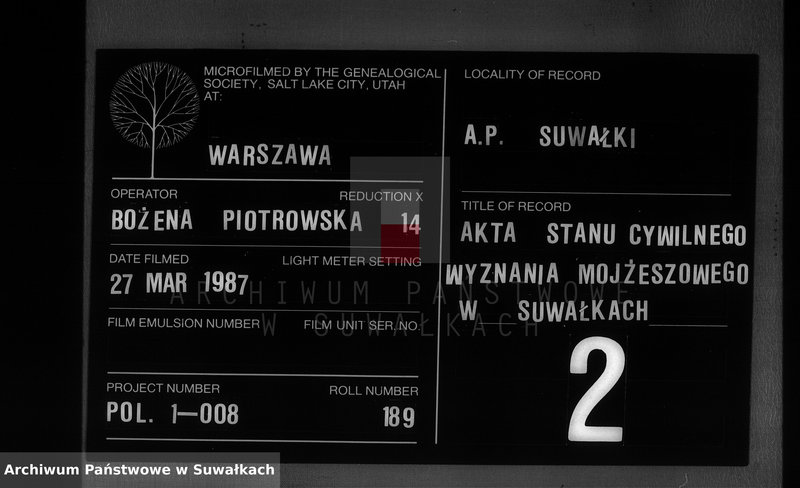 MICROFILMED BY THE GENEALOGICAL
SOCIETY, SALT LAKE CITY, UTAH
AT:
WARSZAWA
OPERATOR REDUCTION X
BOŻENA PIOTROWSKA 14
DATE FILMED LIGHT METER SETTING
27 MAR 1987
FILM EMULSION NUMBER FILM UNIT SER. NO.
PROJECT NUMBER ROLL NUMBER
POL. 1—008 189
LOCALITY OF RECORD
A.P. SUWAŁKI
TITLE OF RECORD
AKTA STANU CYWILNEGO
WYZNANIA MOJŻESZOWEGO
W SUWAŁKACH
2
ARCHIWUM PAŃSTWOWE
W SUWAŁKACH
Archiwum Państwowe w Suwałkach